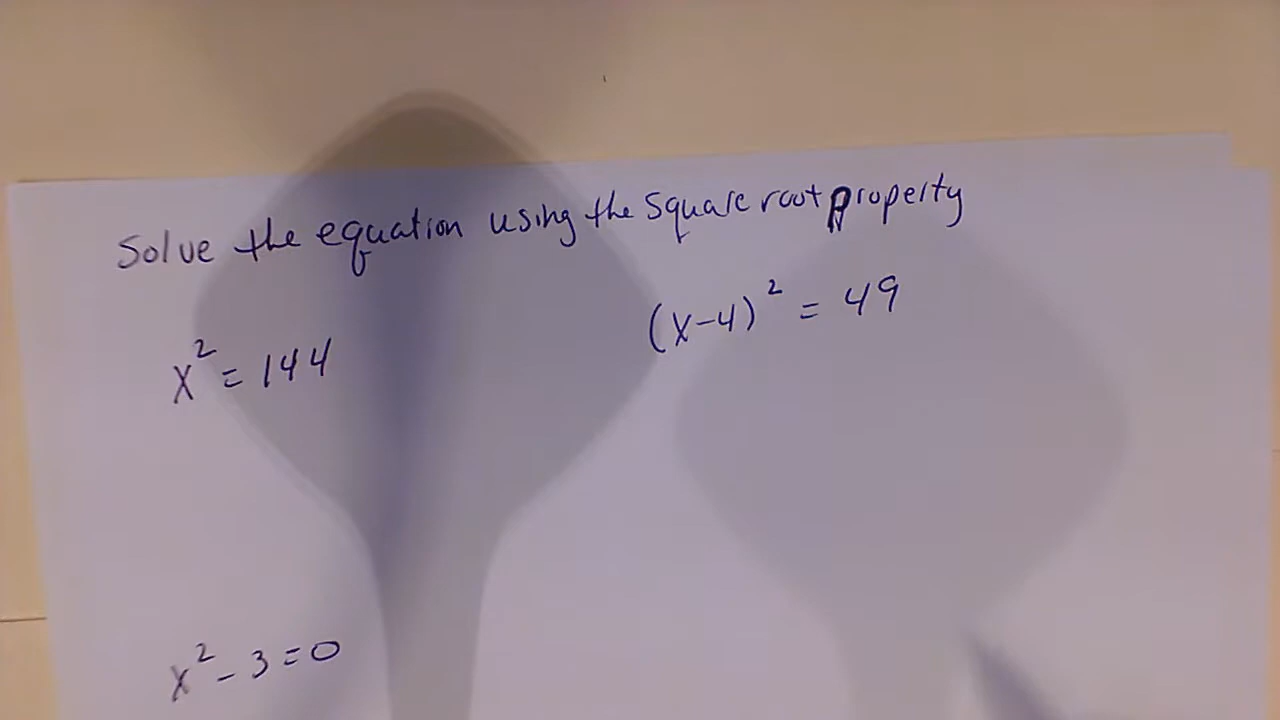 Solve the equation using the square root property
x² = 144
(x-4)² = 49
x² - 3 = 0